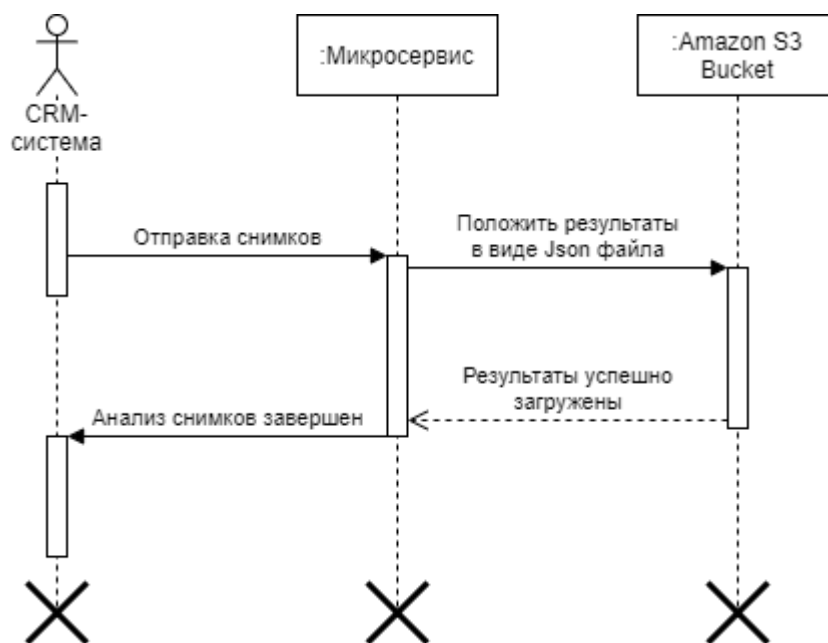 :Микросервис
:Amazon S3
Bucket
CRM-
система
Отправка снимков
Положить результаты
в виде Json файла
Результаты успешно
загружены
Анализ снимков завершен